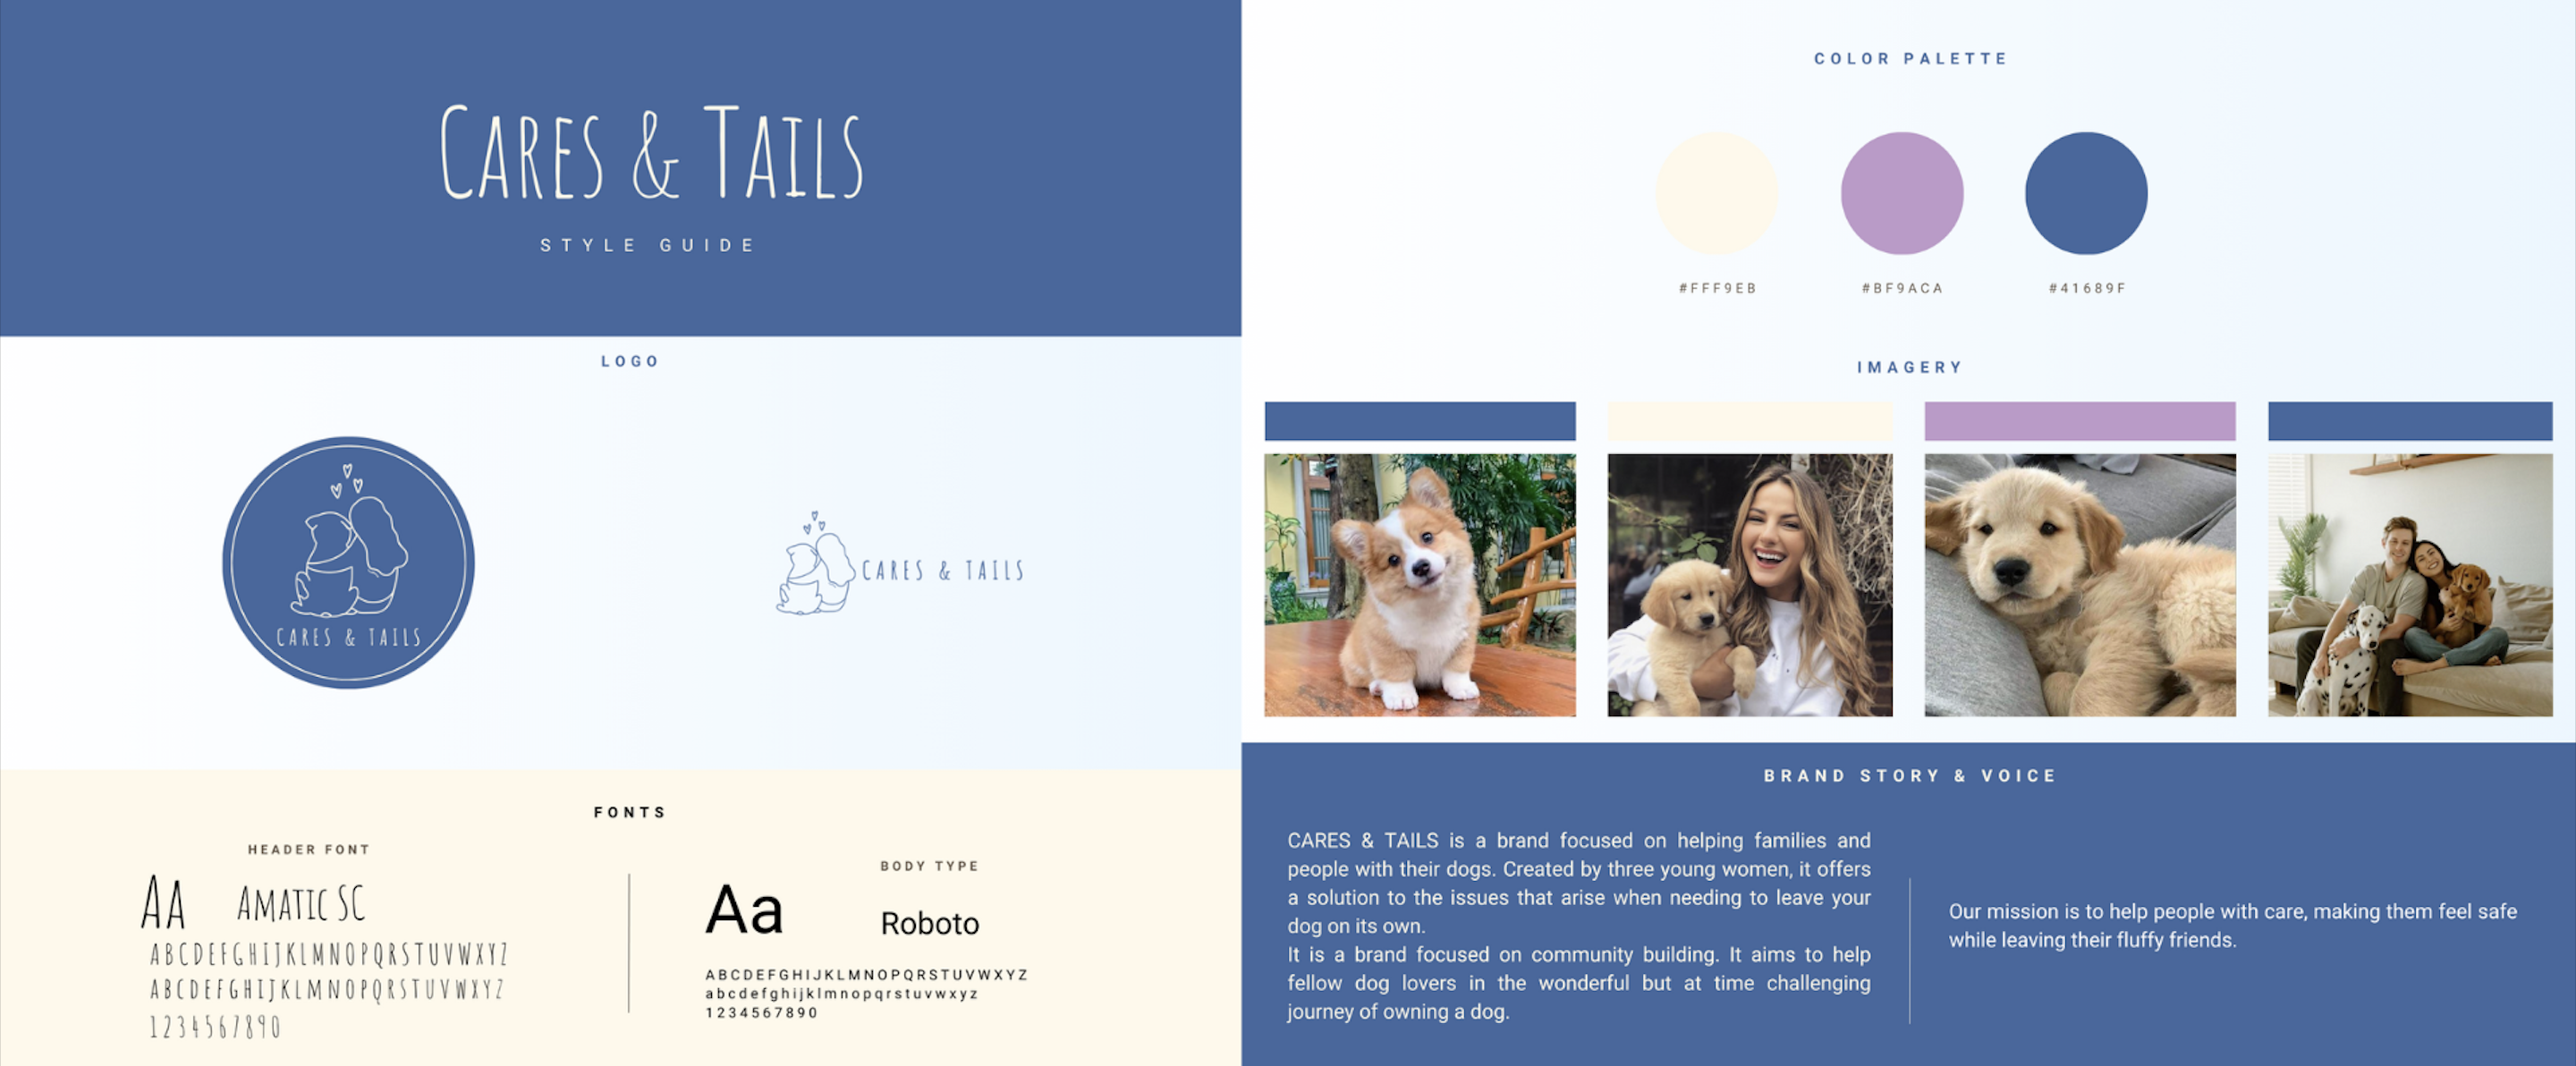 CARES & TAILS
STYLE GUIDE
LOGO
CARES & TAILS
CARES & TAILS
FONTS
HEADER FONT
AA AMATIC SC
ABCDEFGHIJKLMNOPQRSTUVWXYZ
ABCDEFGHIJKLMNOPQRSTUVWXYZ
1234567890
BODY TYPE
Aa Roboto
ABCDEFGHIJKLMNOPQRSTUVWXYZ
abcdefghijklmnopqrstuvwxyz
1234567890
COLOR PALETTE
#FFF9EB #BF9ACA #41689F
IMAGERY
BRAND STORY & VOICE
CARES & TAILS is a brand focused on helping families and
people with their dogs. Created by three young women, it offers
a solution to the issues that arise when needing to leave your
dog on its own.
It is a brand focused on community building. It aims to help
fellow dog lovers in the wonderful but at time challenging
journey of owning a dog.
Our mission is to help people with care, making them feel safe
while leaving their fluffy friends.